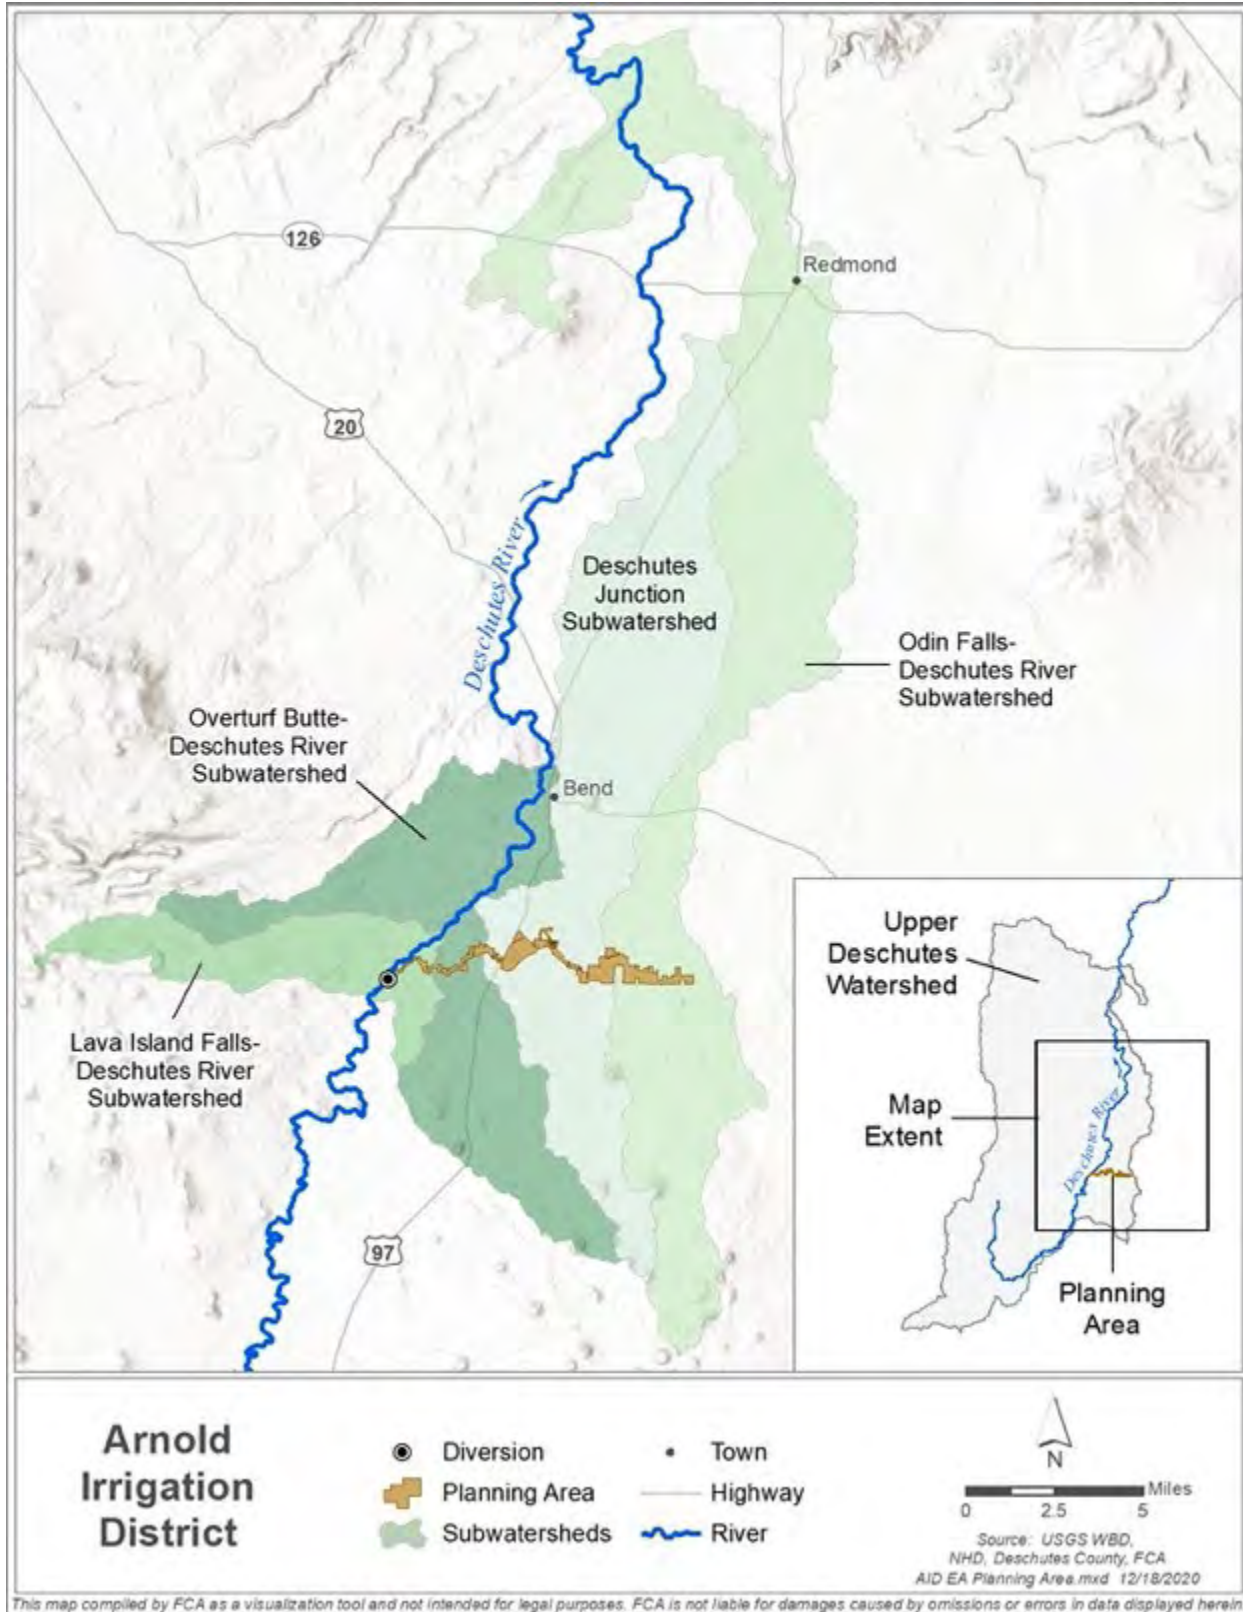 126
Redmond
20
Deschutes River
Deschutes
Junction
Subwatershed
Odin Falls-
Deschutes River
Subwatershed
Overturf Butte-
Deschutes River
Subwatershed
Bend
Lava Island Falls-
Deschutes River
Subwatershed
97
Upper
Deschutes
Watershed
Map
Extent
Deschutes River
Planning
Area
Arnold
Irrigation
District
Diversion
Planning Area
Subwatersheds
Town
Highway
River
N
Miles
0 2.5 5
Source: USGS WBD,
NHD, Deschutes County, FCA
AID EA Planning Area.mxd 12/18/2020
This map compiled by FCA as a visualization tool and not intended for legal purposes. FCA is not liable for damages caused by omissions or errors in data displayed herein